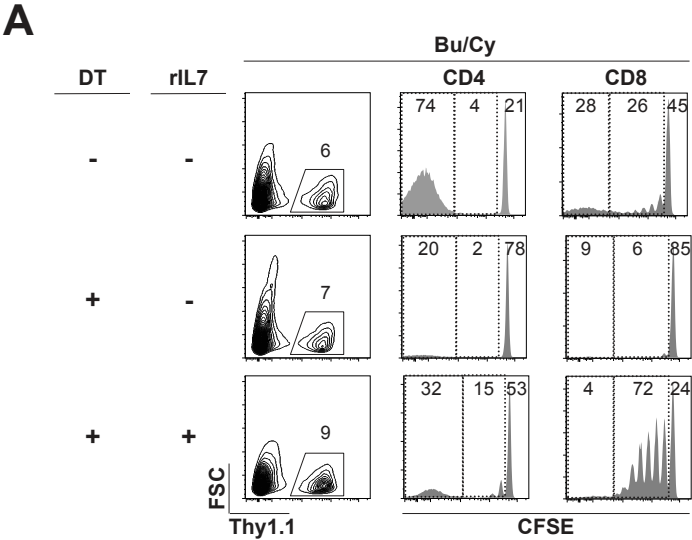 A
Bu/Cy
DT rIL7 CD4 CD8
6 74 4 21 28 26 45
- -
7 20 2 78 9 6 85
+ -
9 32 15 53 4 72 24
+ +
FSC
Thy1.1 CFSE